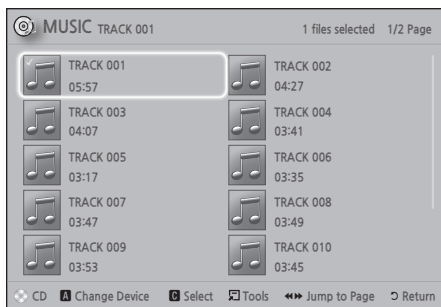 MUSIC TRACK 001 1 files selected 1/2 Page
TRACK 001 TRACK 002
05:57 04:27
TRACK 003 TRACK 004
04:07 03:41
TRACK 005 TRACK 006
03:17 03:35
TRACK 007 TRACK 008
03:47 03:49
TRACK 009 TRACK 010
03:53 03:45
CD A Change Device C Select Tools Jump to Page Return